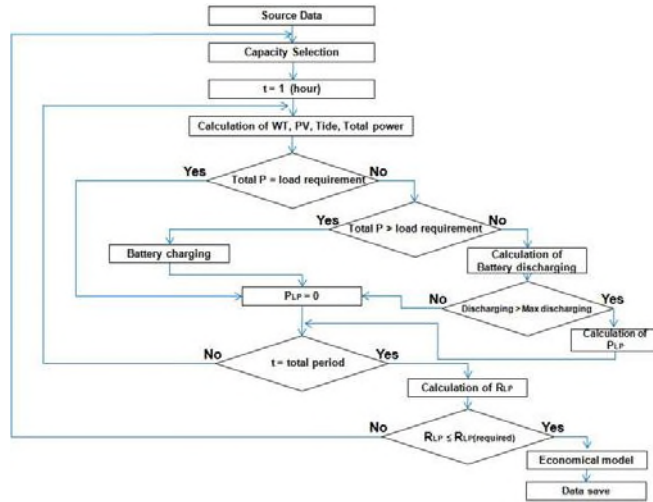 Source Data
Capacity Selection
t = 1 (hour)
Calculation of WT, PV, Tide, Total power
Yes
No
Total P = load requirement
Yes
No
Total P > load requirement
Battery charging
Calculation of
Battery discharging
PLP = 0
No
Yes
Discharging > Max discharging
Calculation of
PLP
No
Yes
t = total period
Calculation of RLP
No
Yes
RLP ≤ RLP(required)
Economical model
Data save